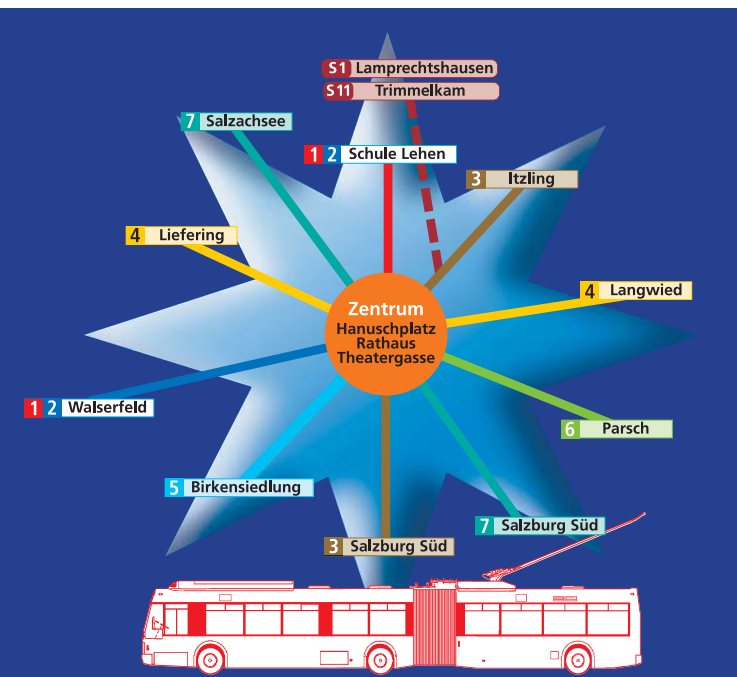 S1 Lamprechtshausen
S11 Trimmelkam
7 Salzachsee
1 2 Schule Lehen
3 Itzling
4 Liefering
4 Langwied
Zentrum
Hanuschplatz
Rathaus
Theatergasse
1 2 Walserfeld
6 Parsch
5 Birkensiedlung
7 Salzburg Süd
3 Salzburg Süd